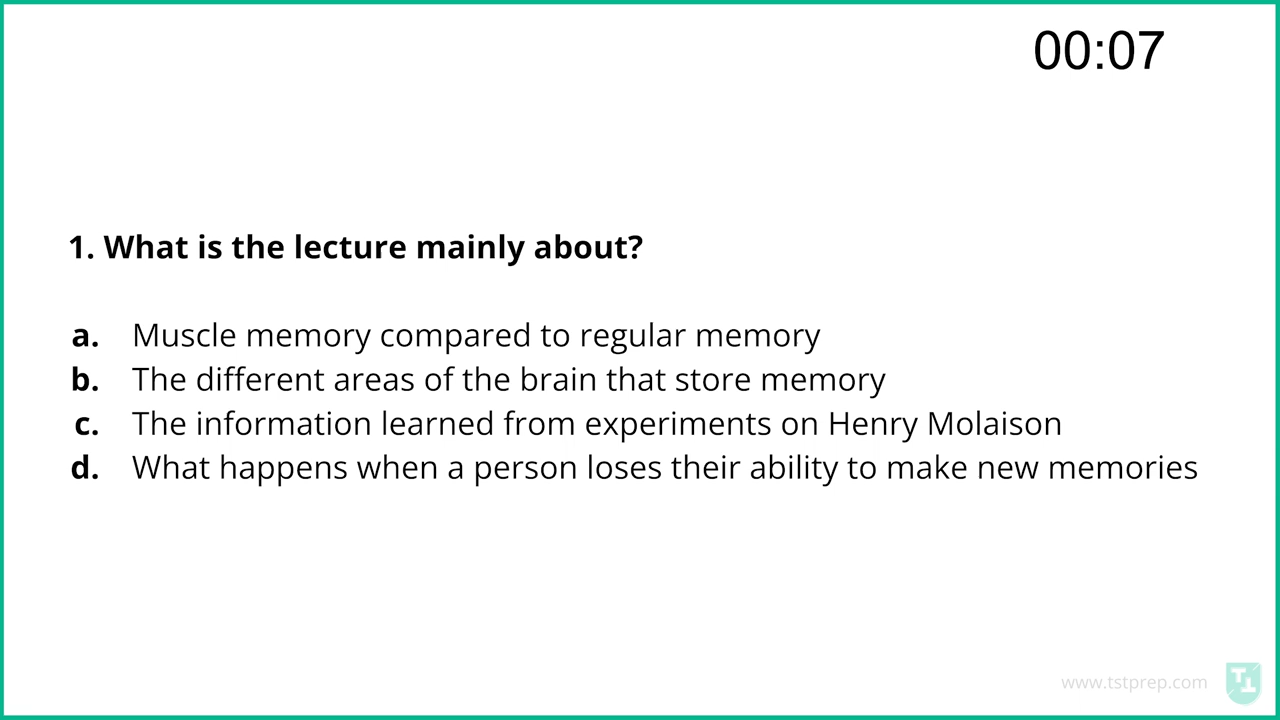 00:07
1. What is the lecture mainly about?
a. Muscle memory compared to regular memory
b. The different areas of the brain that store memory
c. The information learned from experiments on Henry Molaison
d. What happens when a person loses their ability to make new memories
www.tstprep.com